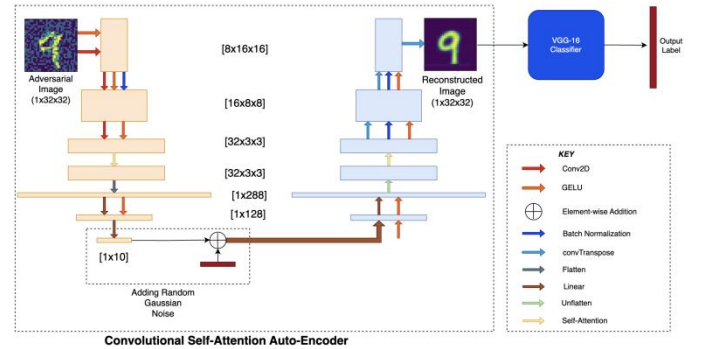 Adversarial
Image
(1x32x32)
[8x16x16]
[16x8x8]
[32x3x3]
[32x3x3]
[1x288]
[1x128]
[1x10]
Adding Random
Gaussian
Noise
Reconstructed
Image
(1x32x32)
VGG-16
Classifier
Output
Label
KEY
Conv2D
GELU
Element-wise Addition
Batch Normalization
convTranspose
Flatten
Linear
Unflatten
Self-Attention
Convolutional Self-Attention Auto-Encoder